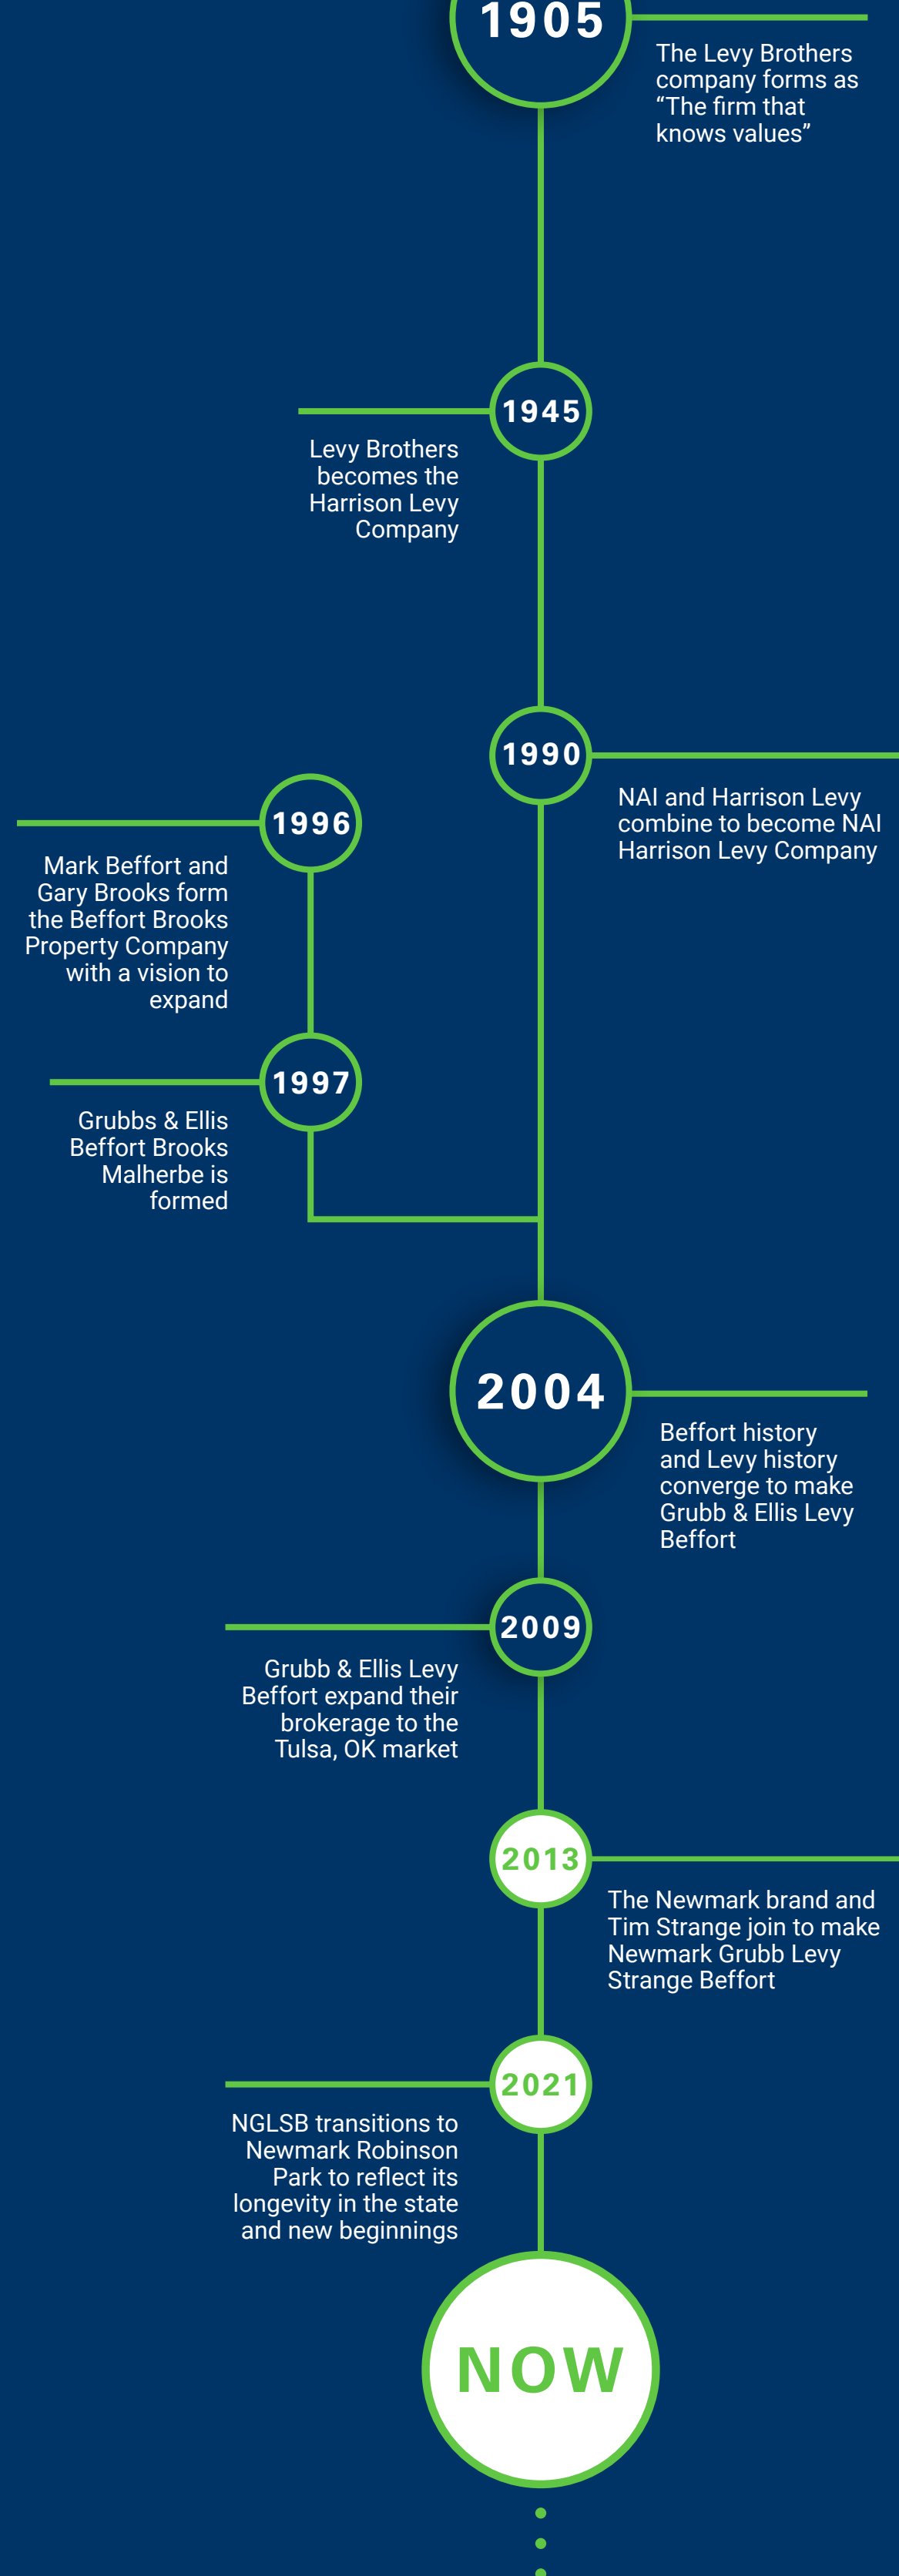 1905
The Levy Brothers
company forms as
“The firm that
knows values”
1945
Levy Brothers
becomes the
Harrison Levy
Company
1990
NAI and Harrison Levy
combine to become NAI
Harrison Levy Company
1996
Mark Beffort and
Gary Brooks form
the Beffort Brooks
Property Company
with a vision to
expand
1997
Grubbs & Ellis
Beffort Brooks
Malherbe is
formed
2004
Beffort history
and Levy history
converge to make
Grubb & Ellis Levy
Beffort
2009
Grubb & Ellis Levy
Beffort expand their
brokerage to the
Tulsa, OK market
2013
The Newmark brand and
Tim Strange join to make
Newmark Grubb Levy
Strange Beffort
2021
NGLSB transitions to
Newmark Robinson
Park to reflect its
longevity in the state
and new beginnings
NOW